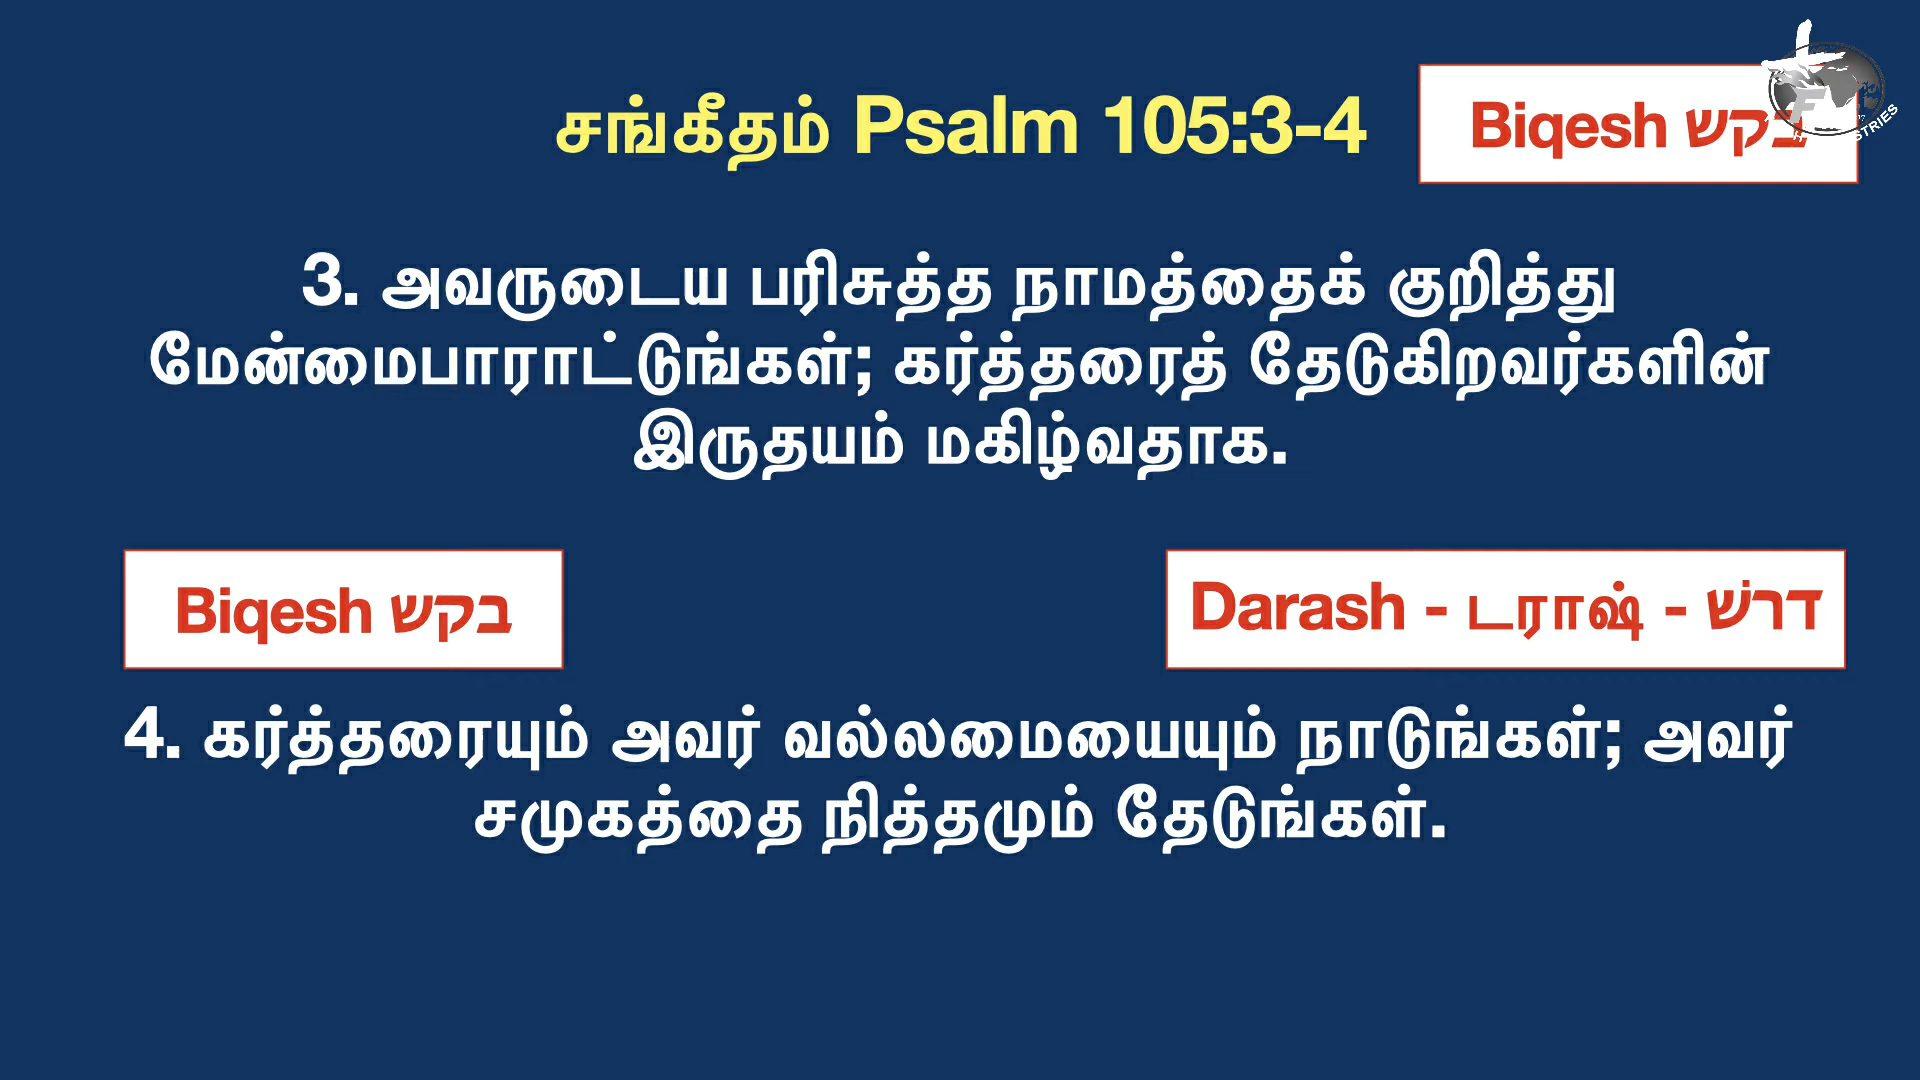 சங்கீதம் Psalm 105:3-4
Biqesh בקש
3. அவருடைய பரிசுத்த நாமத்தைக் குறித்து
மேன்மைபாராட்டுங்கள்; கர்த்தரைத் தேடுகிறவர்களின்
இருதயம் மகிழ்வதாக.
Biqesh בקש
Darash - டராஷ் - דרשׁ
4. கர்த்தரையும் அவர் வல்லமையையும் நாடுங்கள்; அவர்
சமுகத்தை நித்தமும் தேடுங்கள்.